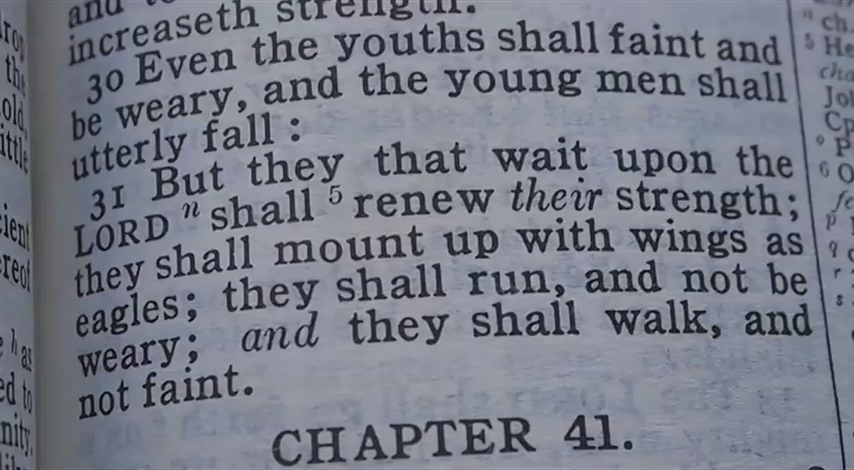 increaseth strength.
30 Even the youths shall faint and
be weary, and the young men shall
utterly fall :
31 But they that wait upon the
LORD n shall 5 renew their strength;
they shall mount up with wings as
eagles; they shall run, and not be
weary; and they shall walk, and
not faint.
CHAPTER 41.